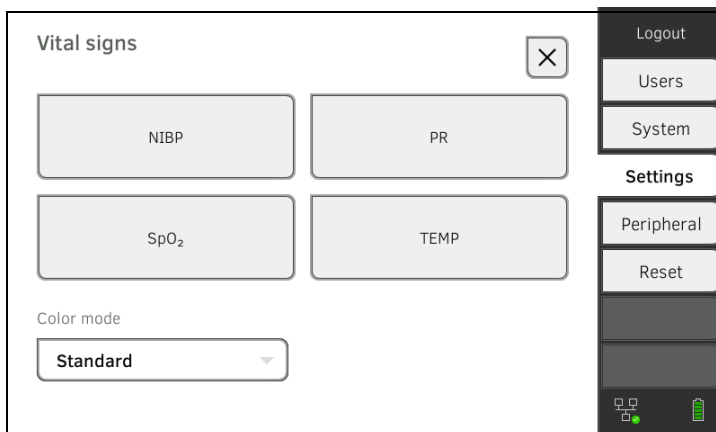 Vital signs
NIBP
PR
SpO₂
TEMP
Color mode
Standard
Logout
Users
System
Settings
Peripheral
Reset